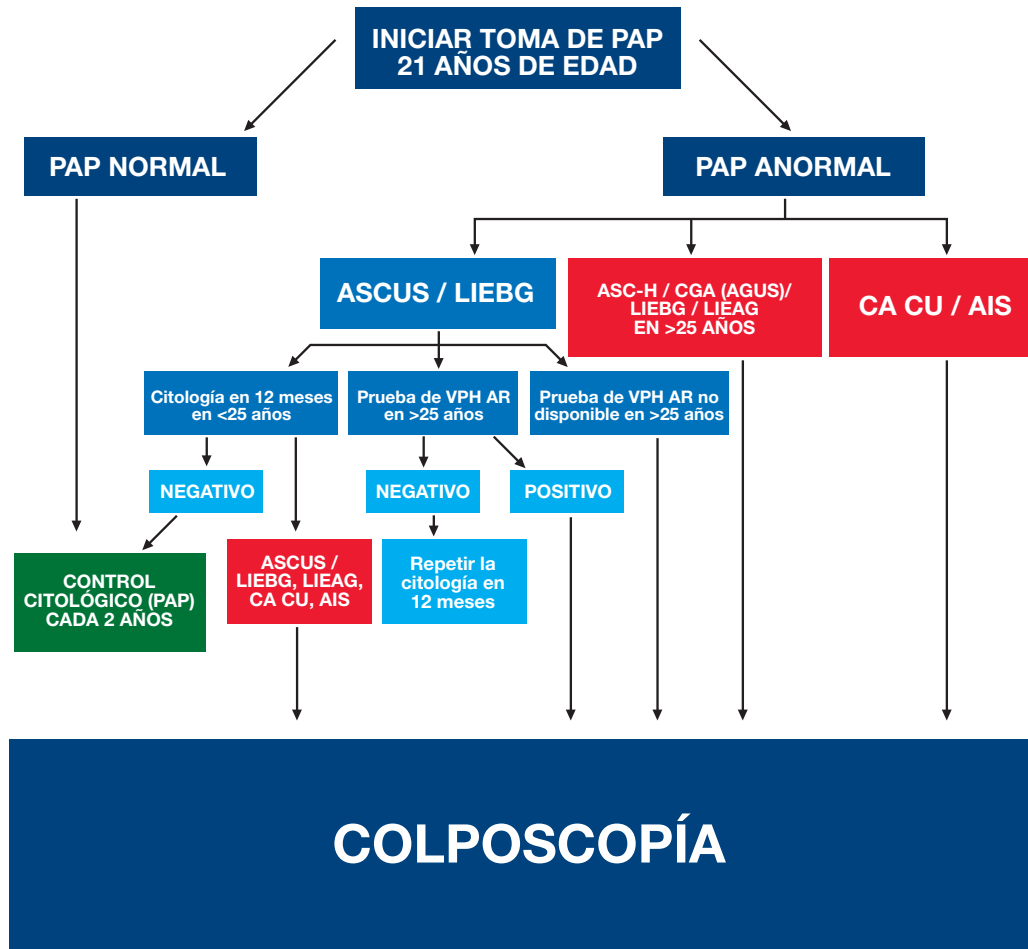 INICIAR TOMA DE PAP
21 AÑOS DE EDAD
PAP NORMAL
PAP ANORMAL
ASCUS / LIEBG
ASC-H / CGA (AGUS)/
LIEBG / LIEAG
EN >25 AÑOS
CA CU / AIS
Citología en 12 meses
en <25 años
Prueba de VPH AR
en >25 años
Prueba de VPH AR no
disponible en >25 años
NEGATIVO
NEGATIVO
POSITIVO
CONTROL
CITOLÓGICO (PAP)
CADA 2 AÑOS
ASCUS /
LIEBG, LIEAG,
CA CU, AIS
Repetir la
citología en
12 meses
COLPOSCOPÍA